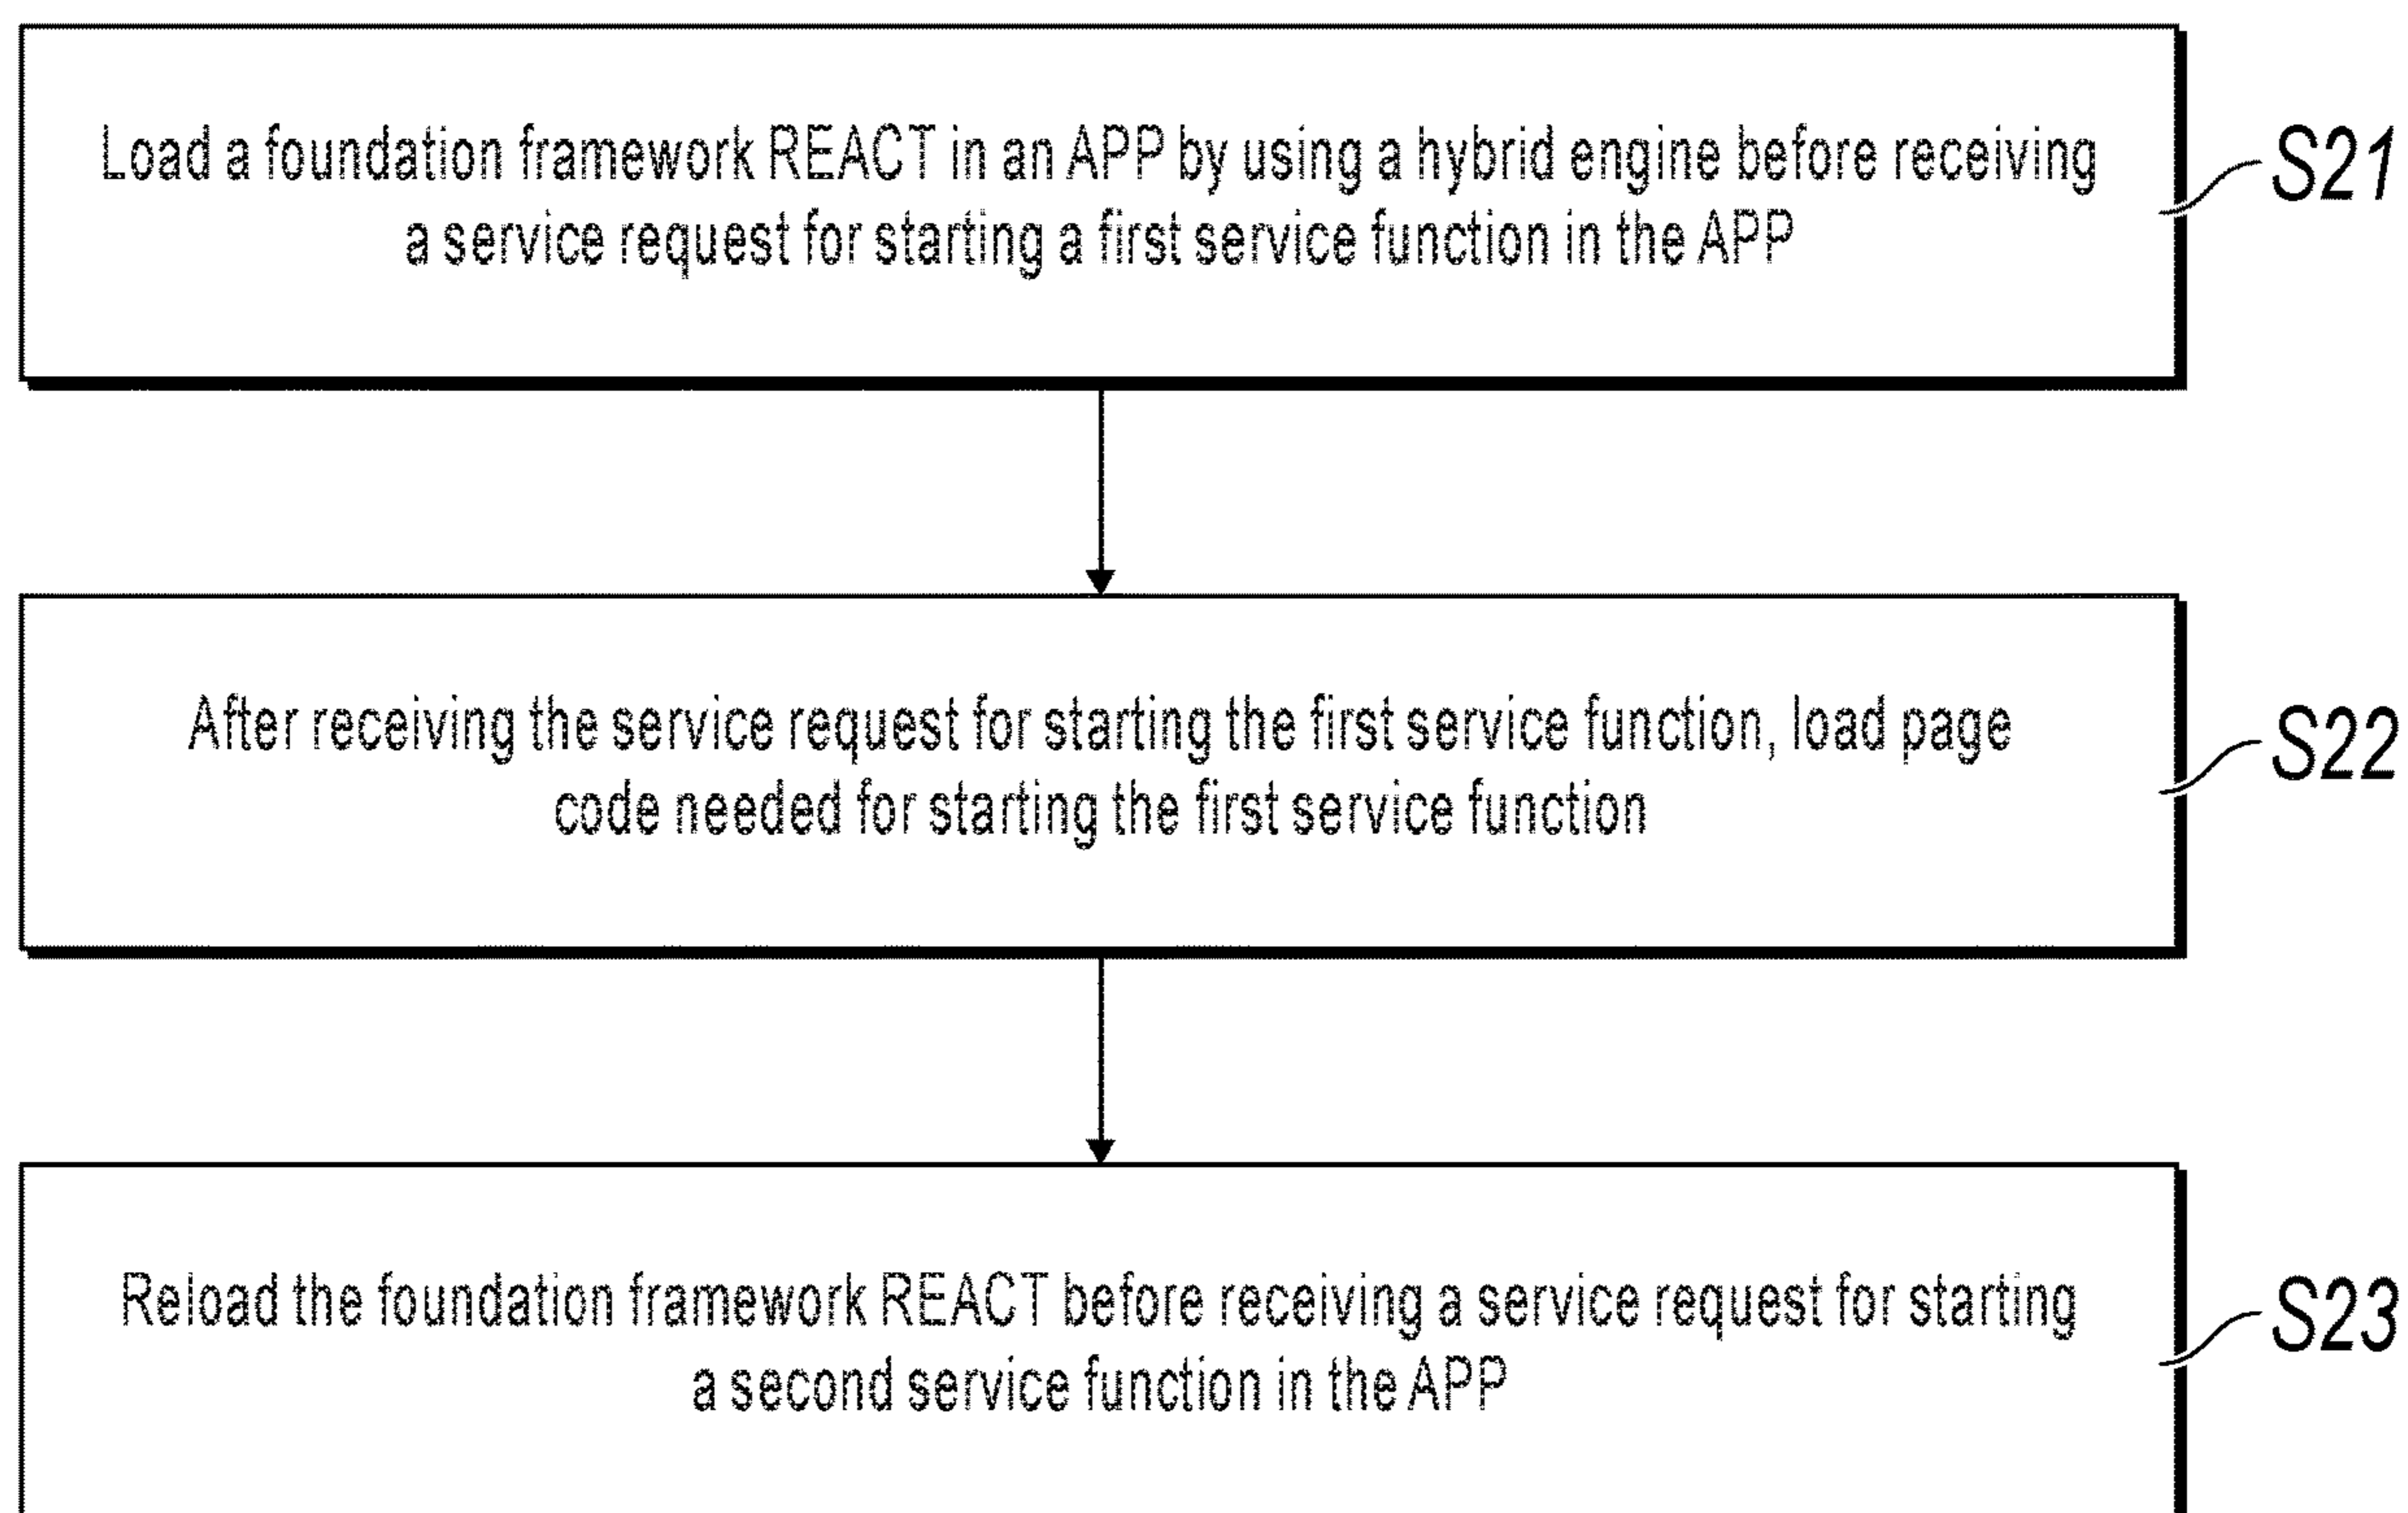 Load a foundation framework REACT in an APP by using a hybrid engine before receiving
a service request for starting a first service function in the APP
S21
After receiving the service request for starting the first service function, load page
code needed for starting the first service function
S22
Reload the foundation framework REACT before receiving a service request for starting
a second service function in the APP
S23